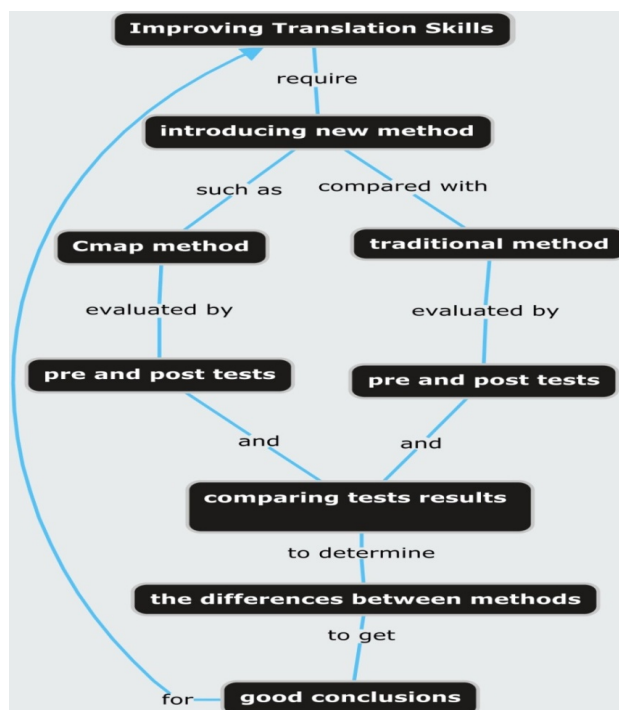 Improving Translation Skills
require
introducing new method
such as
compared with
Cmap method
traditional method
evaluated by
evaluated by
pre and post tests
pre and post tests
and
and
comparing tests results
to determine
the differences between methods
to get
for
good conclusions